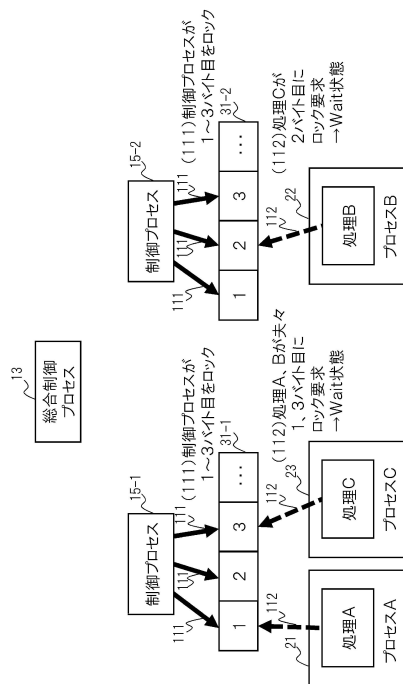 13
総合制御
プロセス
15-1
制御プロセス
(111)制御プロセスが
1～3バイト目をロック
111
111
111
31-1
1
2
3
...
(112)処理A、Bが夫々
1、3バイト目に
ロック要求
→Wait状態
112
112
21
処理A
プロセスA
23
処理C
プロセスC
15-2
制御プロセス
(111)制御プロセスが
1～3バイト目をロック
111
111
111
31-2
1
2
3
...
(112)処理Cが
2バイト目に
ロック要求
→Wait状態
112
22
処理B
プロセスB